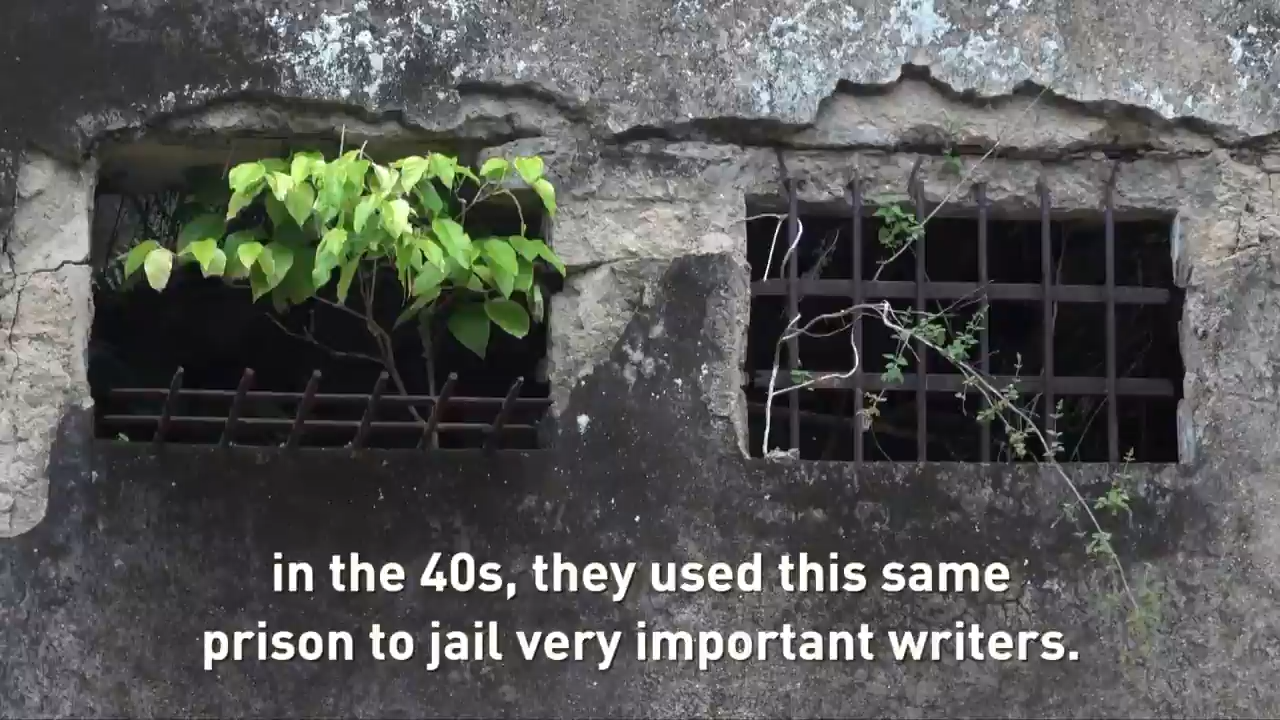 in the 40s, they used this same
prison to jail very important writers.